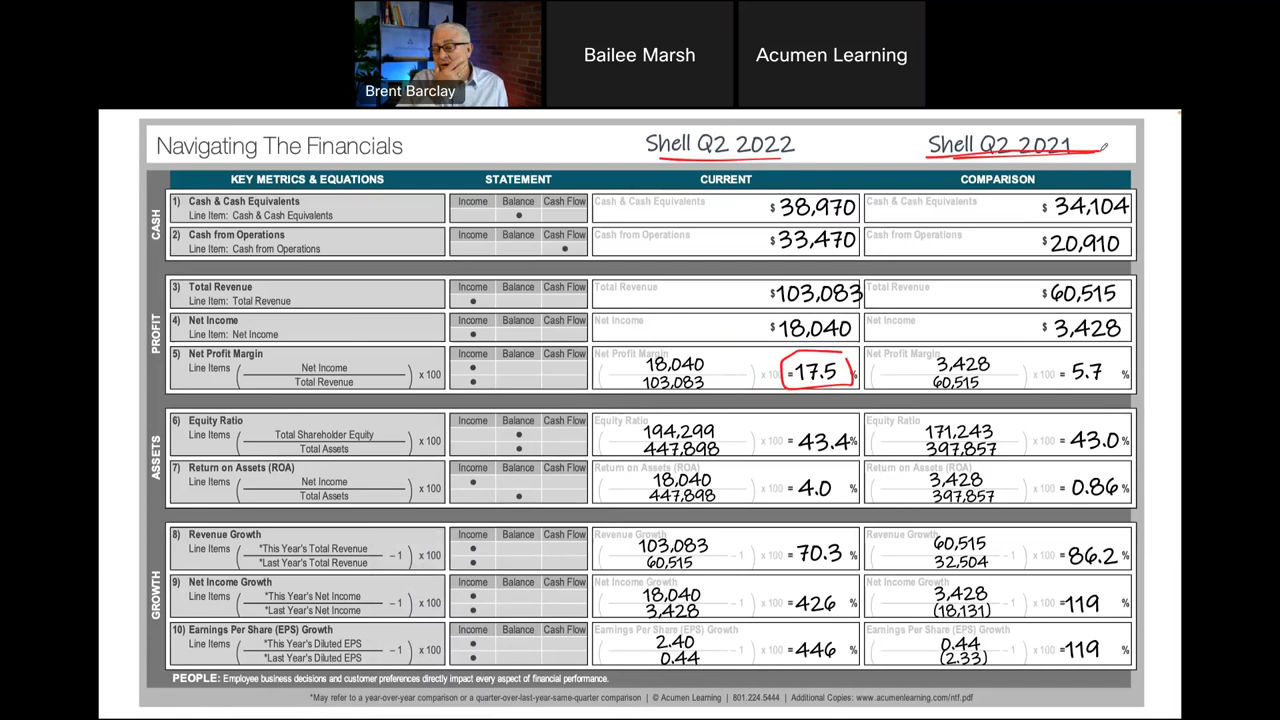 Brent Barclay
Bailee Marsh
Acumen Learning
Navigating The Financials Shell Q2 2022 Shell Q2 2021
KEY METRICS & EQUATIONS STATEMENT CURRENT COMPARISON
CASH
1) Cash & Cash Equivalents Income Balance Cash Flow Cash & Cash Equivalents $ 38,970 Cash & Cash Equivalents $ 34,104
Line Item: Cash & Cash Equivalents
2) Cash from Operations Income Balance Cash Flow Cash from Operations $ 33,470 Cash from Operations $ 20,910
Line Item: Cash from Operations
PROFIT
3) Total Revenue Income Balance Cash Flow Total Revenue $ 103,083 Total Revenue $ 60,515
Line Item: Total Revenue
4) Net Income Income Balance Cash Flow Net Income $ 18,040 Net Income $ 3,428
Line Item: Net Income
5) Net Profit Margin Income Balance Cash Flow Net Profit Margin Net Profit Margin
Line Items ( Net Income ) x 100 ( 18,040 ) x 100 = 17.5 % ( 3,428 ) x 100 = 5.7 %
Total Revenue 103,083 60,515
ASSETS
6) Equity Ratio Income Balance Cash Flow Equity Ratio Equity Ratio
Line Items ( Total Shareholder Equity ) x 100 ( 194,299 ) x 100 = 43.4 % ( 171,243 ) x 100 = 43.0 %
Total Assets 447,898 397,857
7) Return on Assets (ROA) Income Balance Cash Flow Return on Assets (ROA) Return on Assets (ROA)
Line Items ( Net Income ) x 100 ( 18,040 ) x 100 = 4.0 % ( 3,428 ) x 100 = 0.86 %
Total Assets 447,898 397,857
GROWTH
8) Revenue Growth Income Balance Cash Flow Revenue Growth Revenue Growth
Line Items ( *This Year's Total Revenue – 1 ) x 100 ( 103,083 – 1 ) x 100 = 70.3 % ( 60,515 – 1 ) x 100 = 86.2 %
*Last Year's Total Revenue 60,515 32,504
9) Net Income Growth Income Balance Cash Flow Net Income Growth Net Income Growth
Line Items ( *This Year's Net Income – 1 ) x 100 ( 18,040 – 1 ) x 100 = 426 % ( 3,428 – 1 ) x 100 = 119 %
*Last Year's Net Income 3,428 (18,131)
10) Earnings Per Share (EPS) Growth Income Balance Cash Flow Earnings Per Share (EPS) Growth Earnings Per Share (EPS) Growth
Line Items ( *This Year's Diluted EPS – 1 ) x 100 ( 2.40 – 1 ) x 100 = 446 % ( 0.44 – 1 ) x 100 = 119 %
*Last Year's Diluted EPS 0.44 (2.33)
PEOPLE: Employee business decisions and customer preferences directly impact every aspect of financial performance.
*May refer to a year-over-year comparison or a quarter-over-last-year-same-quarter comparison | © Acumen Learning | 801.224.5444 | Additional Copies: www.acumenlearning.com/ntf.pdf